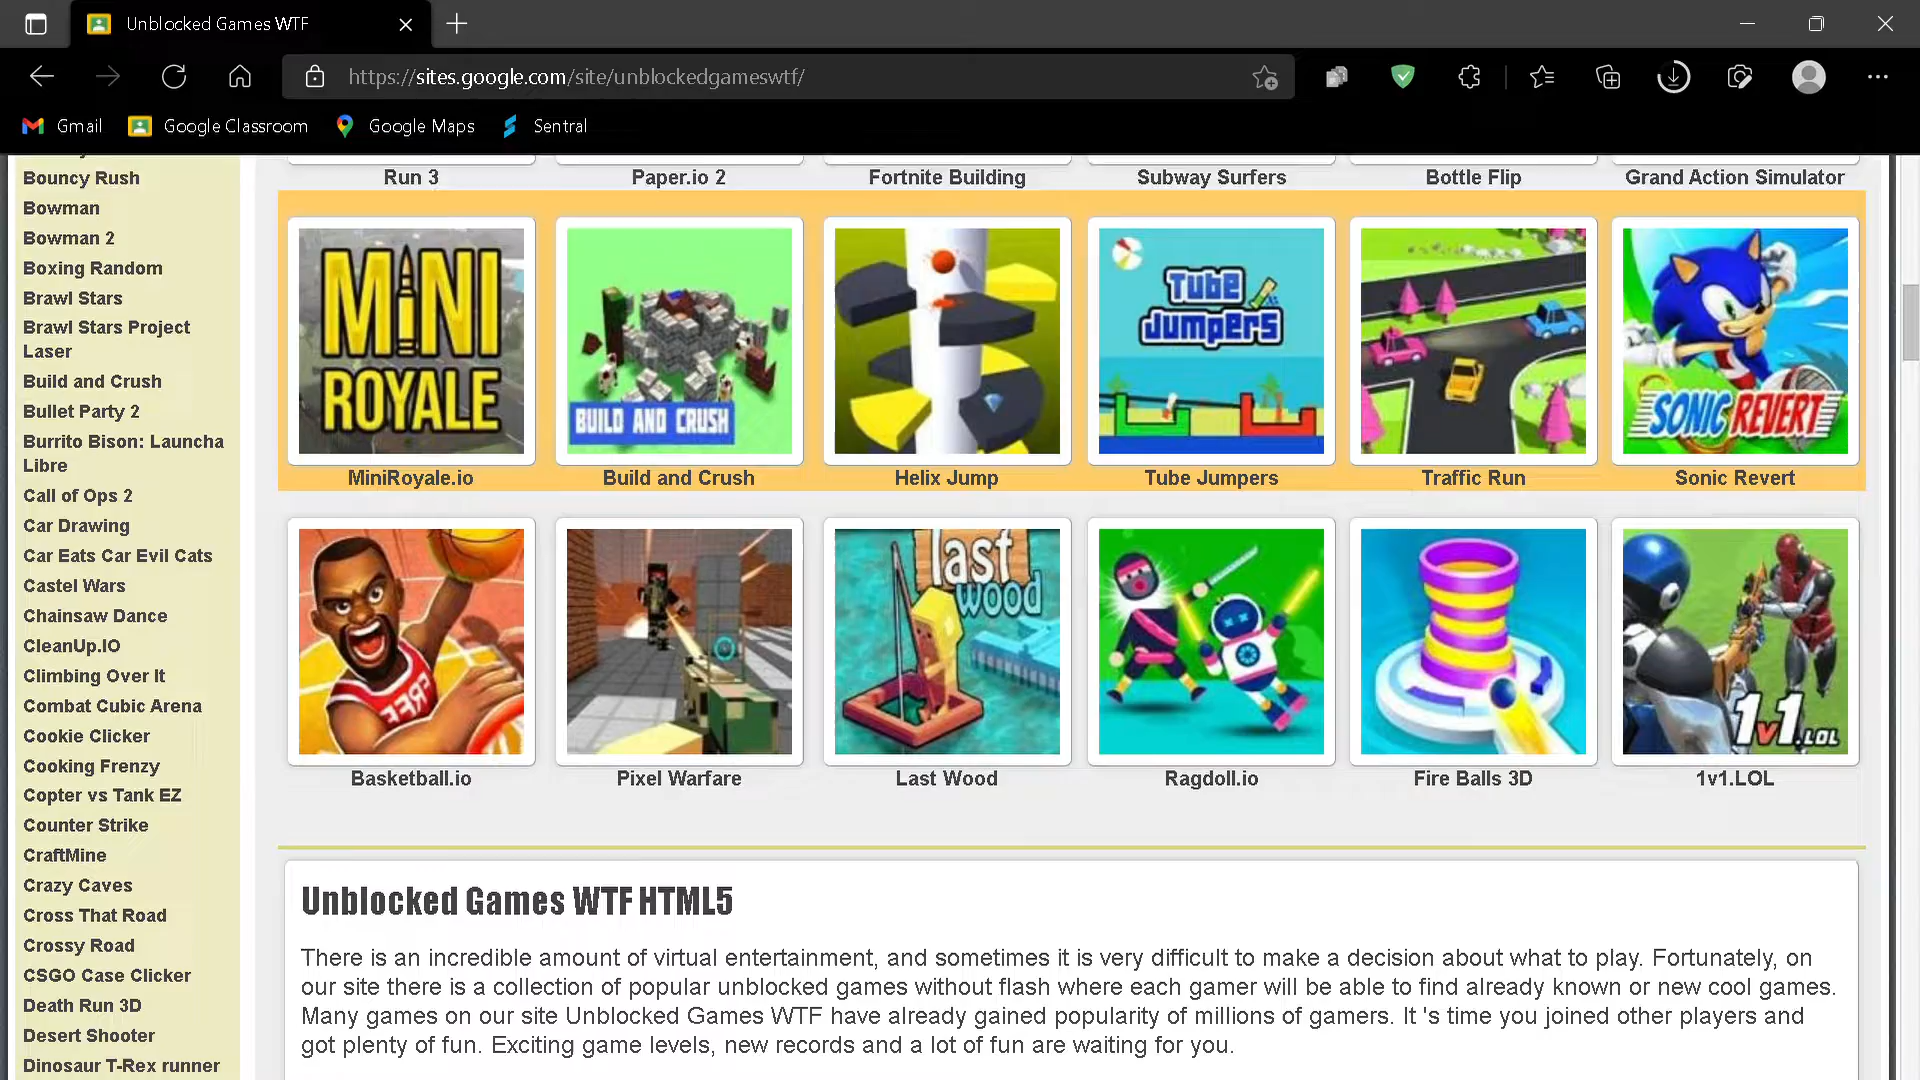 Unblocked Games WTF
https://sites.google.com/site/unblockedgameswtf/
Gmail Google Classroom Google Maps Sentral
Bouncy Rush
Bowman
Bowman 2
Boxing Random
Brawl Stars
Brawl Stars Project
Laser
Build and Crush
Bullet Party 2
Burrito Bison: Launcha
Libre
Call of Ops 2
Car Drawing
Car Eats Car Evil Cats
Castel Wars
Chainsaw Dance
CleanUp.IO
Climbing Over It
Combat Cubic Arena
Cookie Clicker
Cooking Frenzy
Copter vs Tank EZ
Counter Strike
CraftMine
Crazy Caves
Cross That Road
Crossy Road
CSGO Case Clicker
Death Run 3D
Desert Shooter
Dinosaur T-Rex runner
Run 3 Paper.io 2 Fortnite Building Subway Surfers Bottle Flip Grand Action Simulator
MINI
ROYALE
BUILD AND CRUSH
Tube
Jumpers
SONIC REVERT
MiniRoyale.io Build and Crush Helix Jump Tube Jumpers Traffic Run Sonic Revert
last
wood
1v1.LOL
Basketball.io Pixel Warfare Last Wood Ragdoll.io Fire Balls 3D 1v1.LOL
Unblocked Games WTF HTML5
There is an incredible amount of virtual entertainment, and sometimes it is very difficult to make a decision about what to play. Fortunately, on
our site there is a collection of popular unblocked games without flash where each gamer will be able to find already known or new cool games.
Many games on our site Unblocked Games WTF have already gained popularity of millions of gamers. It 's time you joined other players and
got plenty of fun. Exciting game levels, new records and a lot of fun are waiting for you.